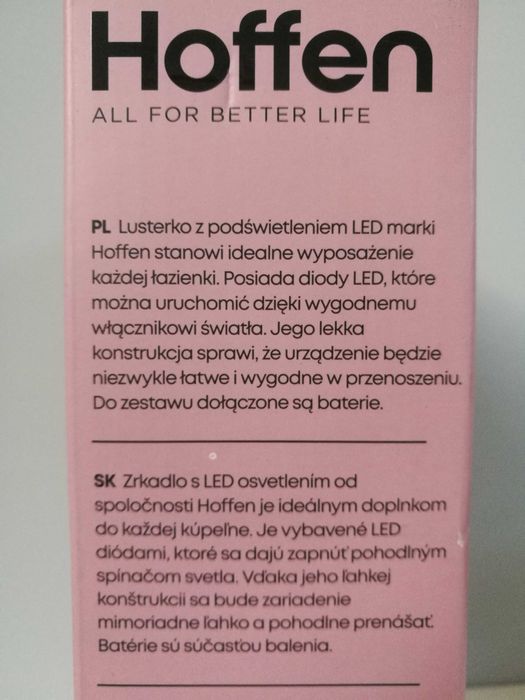 Hoffen
ALL FOR BETTER LIFE
PL Lusterko z podświetleniem LED marki
Hoffen stanowi idealne wyposażenie
każdej łazienki. Posiada diody LED, które
można uruchomić dzięki wygodnemu
włącznikowi światła. Jego lekka
konstrukcja sprawi, że urządzenie będzie
niezwykle łatwe i wygodne w przenoszeniu.
Do zestawu dołączone są baterie.
SK Zrkadlo s LED osvetlením od
spoločnosti Hoffen je ideálnym doplnkom
do každej kúpeľne. Je vybavené LED
diódami, ktoré sa dajú zapnúť pohodlným
spínačom svetla. Vďaka jeho ľahkej
konštrukcii sa bude zariadenie
mimoriadne ľahko a pohodlne prenášať.
Batérie sú súčasťou balenia.